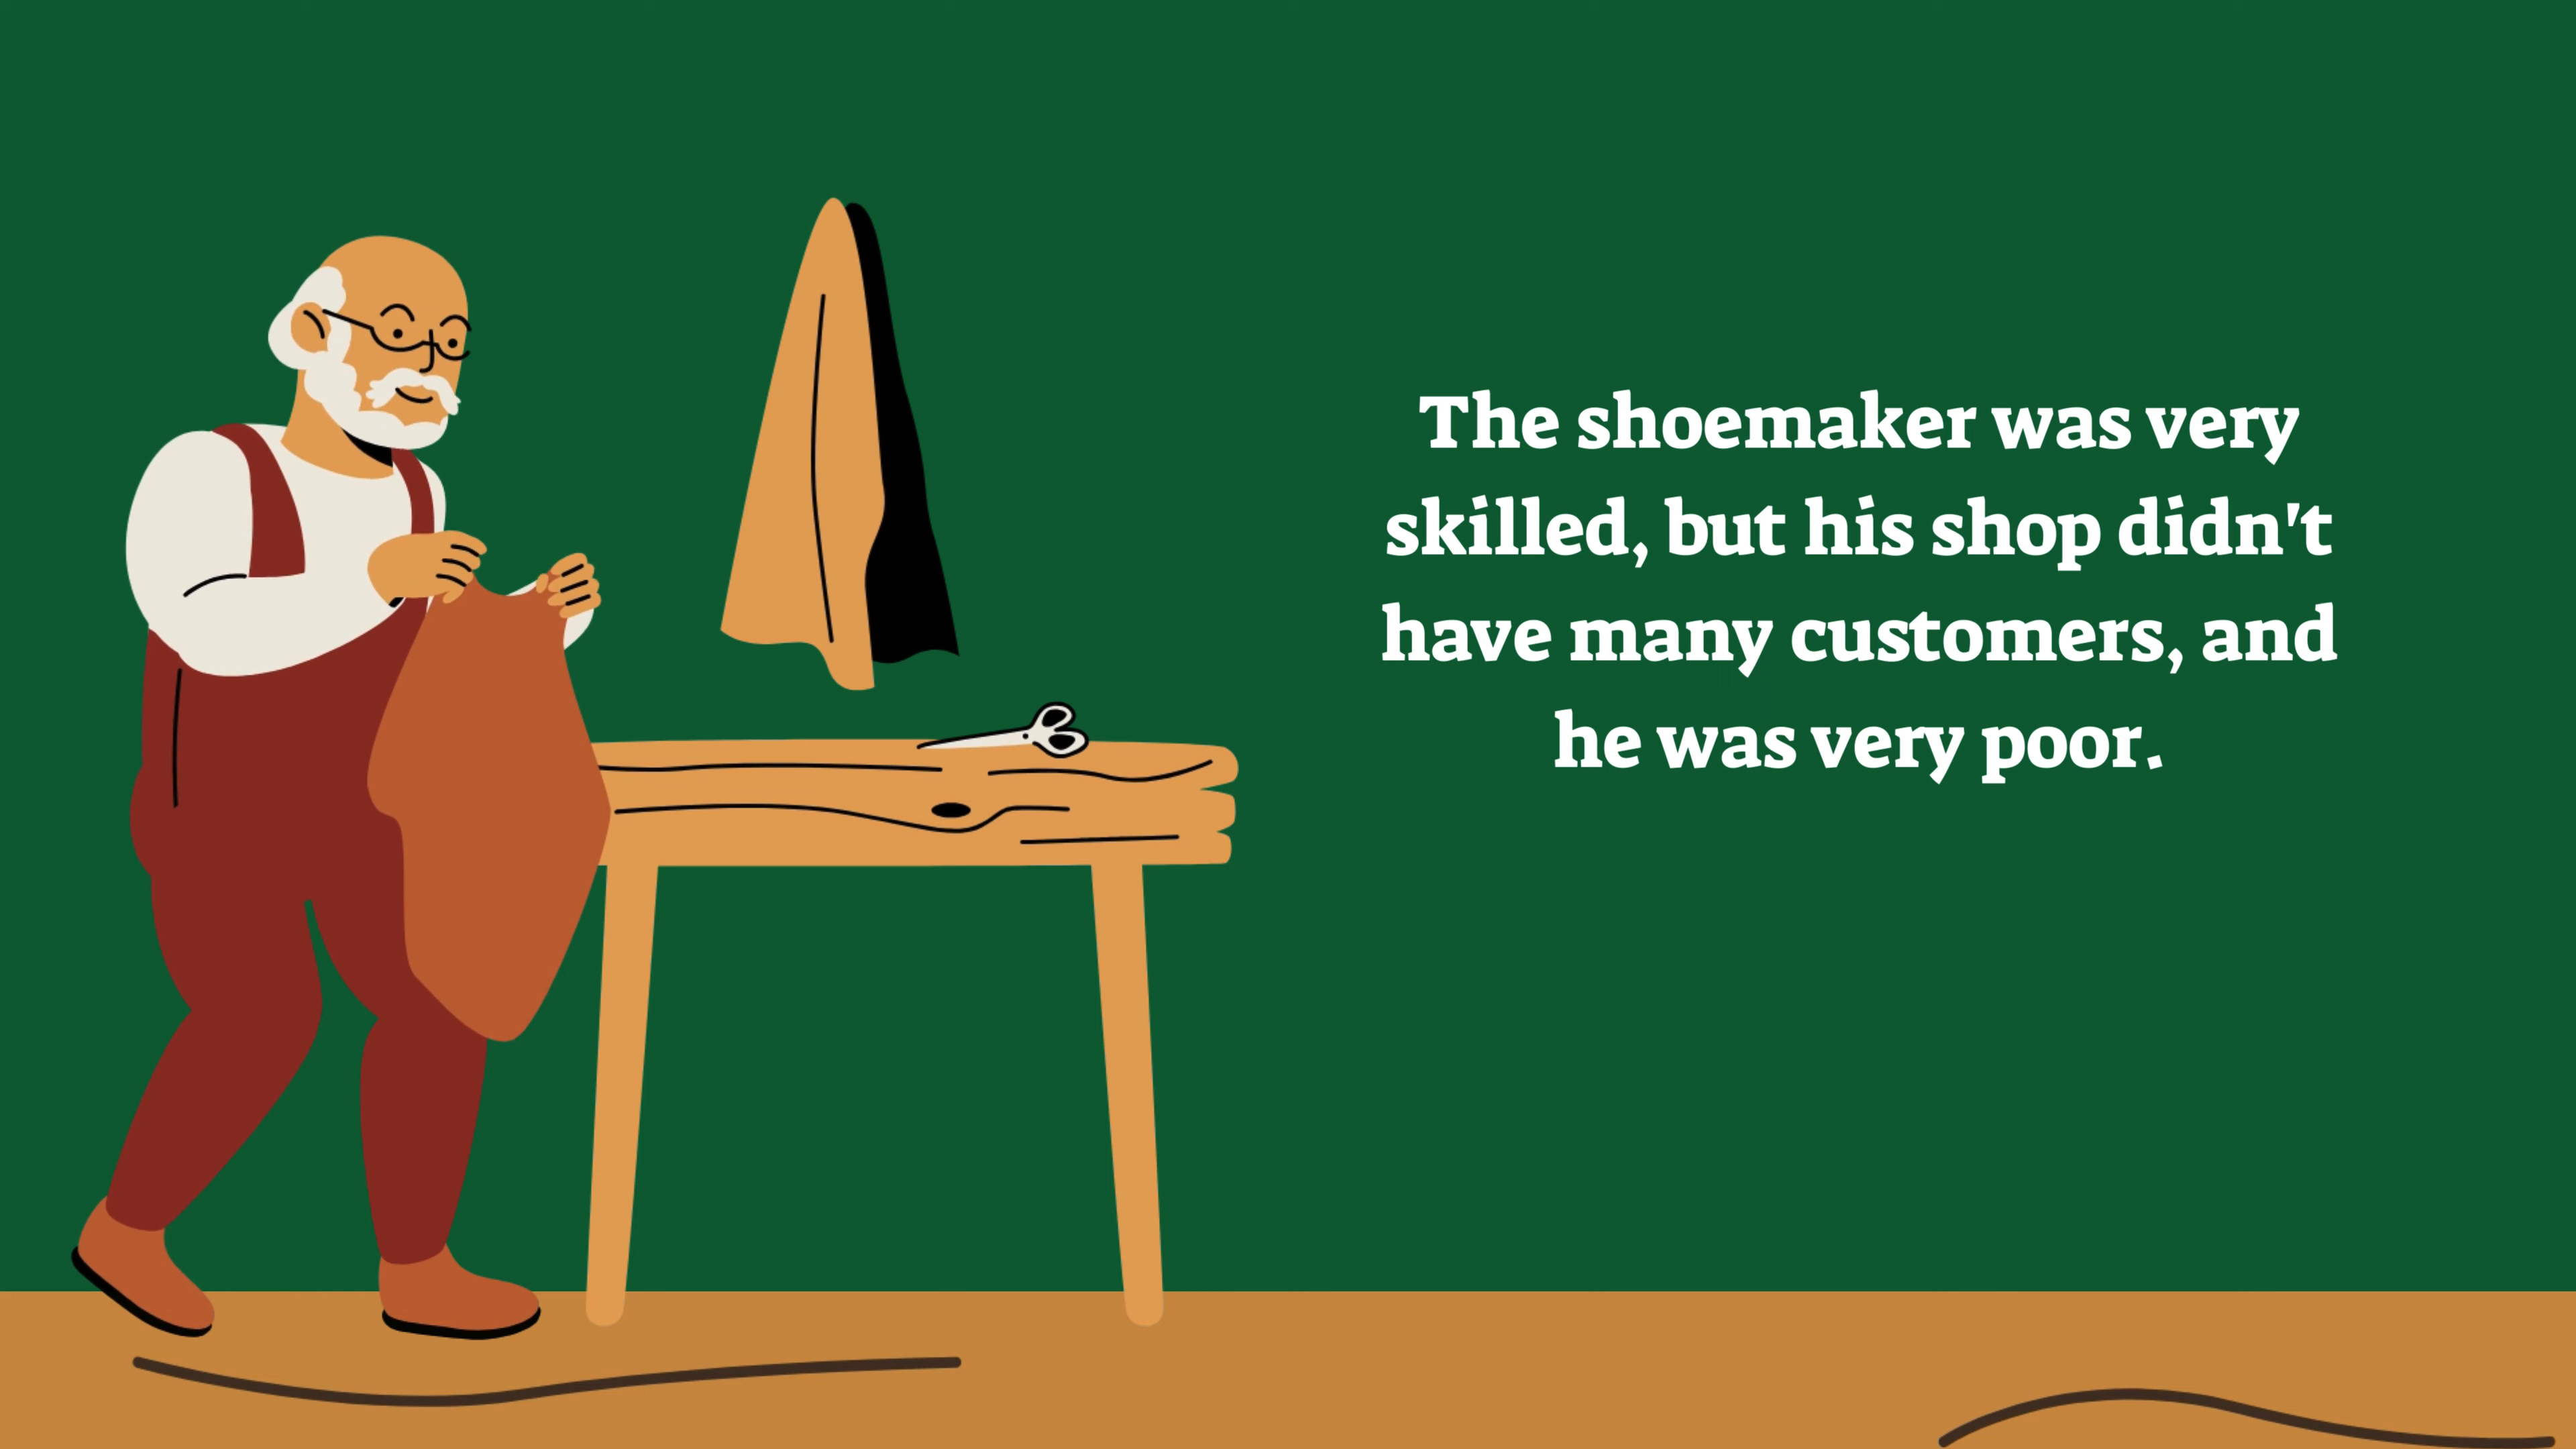 The shoemaker was very
skilled, but his shop didn't
have many customers, and
he was very poor.